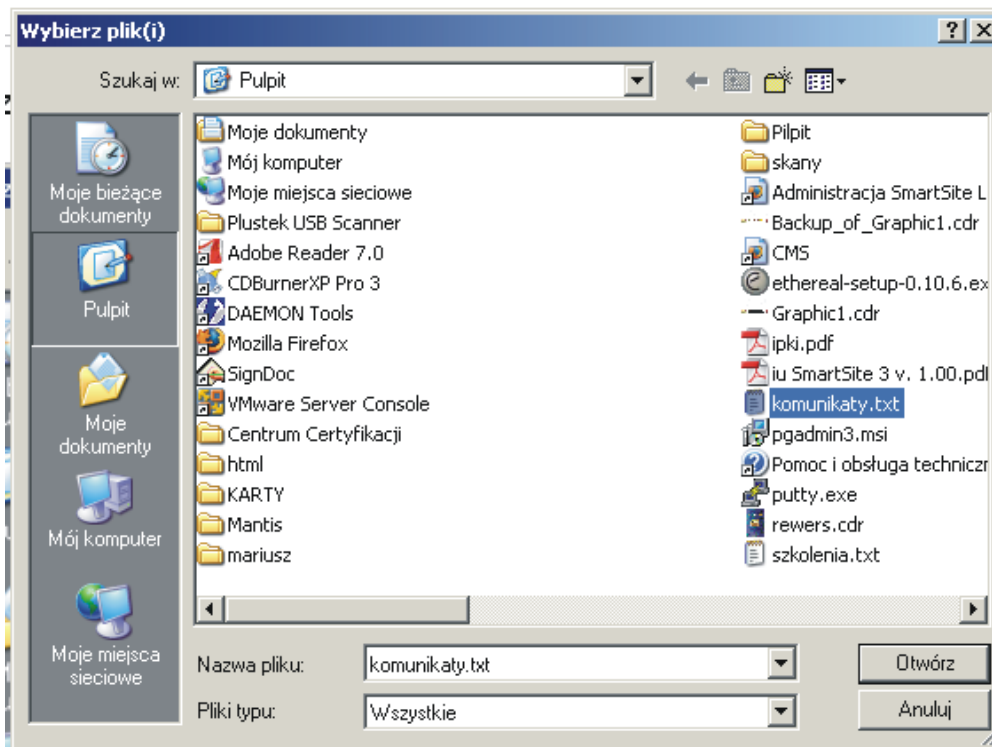 Wybierz plik(i)
Szukaj w:
Pulpit
Moje bieżące
dokumenty
Pulpit
Moje
dokumenty
Mój komputer
Moje miejsca
sieciowe
Moje dokumenty
Mój komputer
Moje miejsca sieciowe
Plustek USB Scanner
Adobe Reader 7.0
CDBurnerXP Pro 3
DAEMON Tools
Mozilla Firefox
SignDoc
VMware Server Console
Centrum Certyfikacji
html
KARTY
Mantis
mariusz
Pilpit
skany
Administracja SmartSite L
Backup_of_Graphic1.cdr
CMS
ethereal-setup-0.10.6.ex
Graphic1.cdr
ipki.pdf
iu SmartSite 3 v. 1.00.pdf
komunikaty.txt
pgadmin3.msi
Pomoc i obsługa techniczn
putty.exe
rewers.cdr
szkolenia.txt
Nazwa pliku:
komunikaty.txt
Otwórz
Pliki typu:
Wszystkie
Anuluj